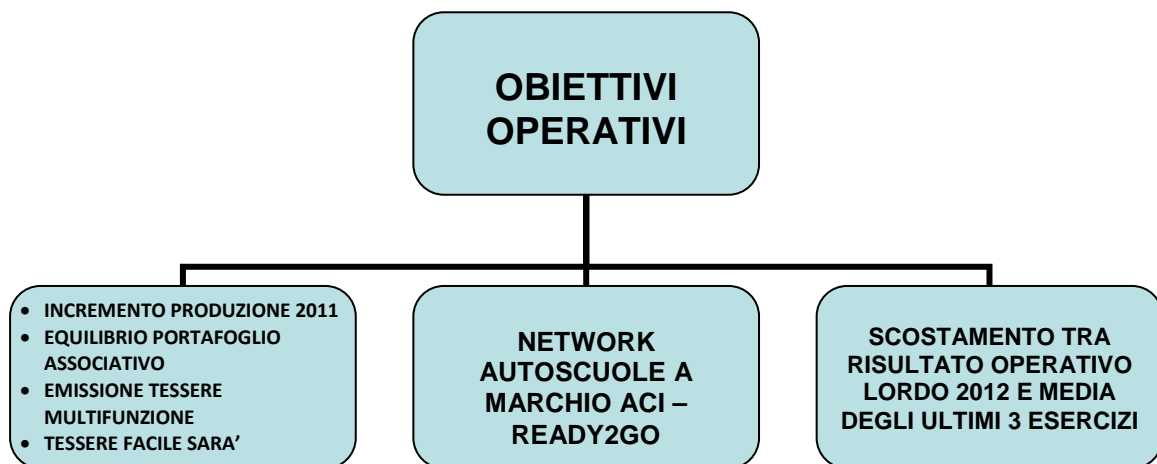 OBIETTIVI
OPERATIVI
• INCREMENTO PRODUZIONE 2011
• EQUILIBRIO PORTAFOGLIO
ASSOCIATIVO
• EMISSIONE TESSERE
MULTIFUNZIONE
• TESSERE FACILE SARA’
NETWORK
AUTOSCUOLE A
MARCHIO ACI –
READY2GO
SCOSTAMENTO TRA
RISULTATO OPERATIVO
LORDO 2012 E MEDIA
DEGLI ULTIMI 3 ESERCIZI